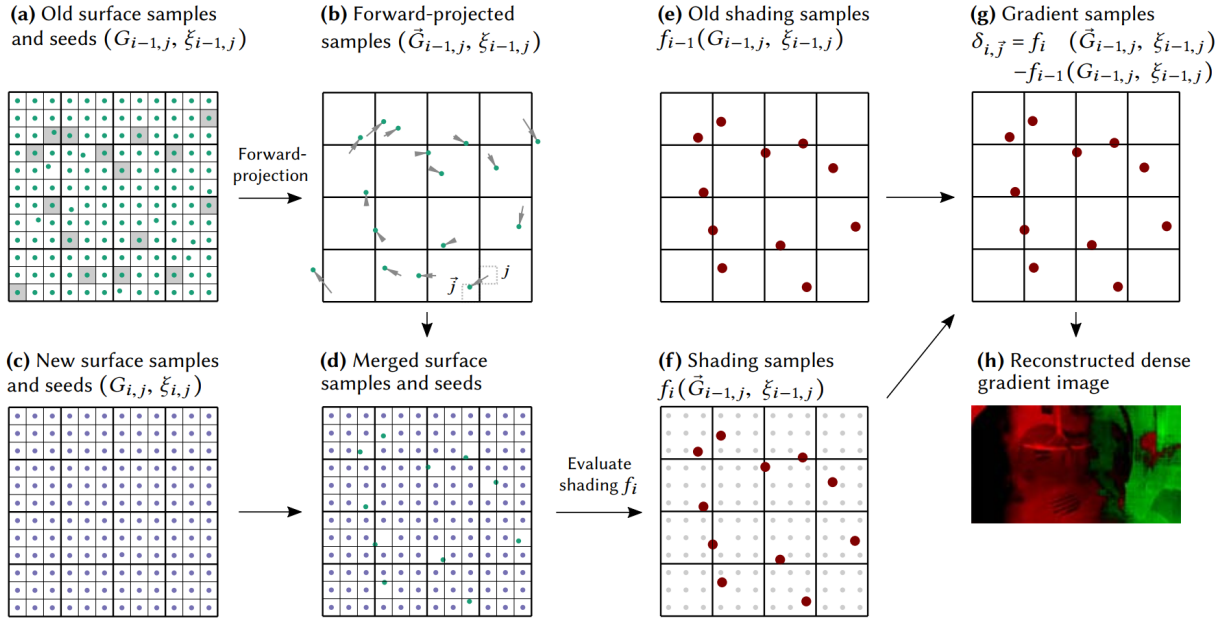 (a) Old surface samples
and seeds (G_{i−1,j}, ξ_{i−1,j})
(b) Forward-projected
samples (G⃗_{i−1,j}, ξ_{i−1,j})
(e) Old shading samples
f_{i−1}(G_{i−1,j}, ξ_{i−1,j})
(g) Gradient samples
δ_{i,j⃗} = f_i (G⃗_{i−1,j}, ξ_{i−1,j})
−f_{i−1}(G_{i−1,j}, ξ_{i−1,j})
Forward-
projection
j
j⃗
(c) New surface samples
and seeds (G_{i,j}, ξ_{i,j})
(d) Merged surface
samples and seeds
(f) Shading samples
f_i(G⃗_{i−1,j}, ξ_{i−1,j})
(h) Reconstructed dense
gradient image
Evaluate
shading f_i